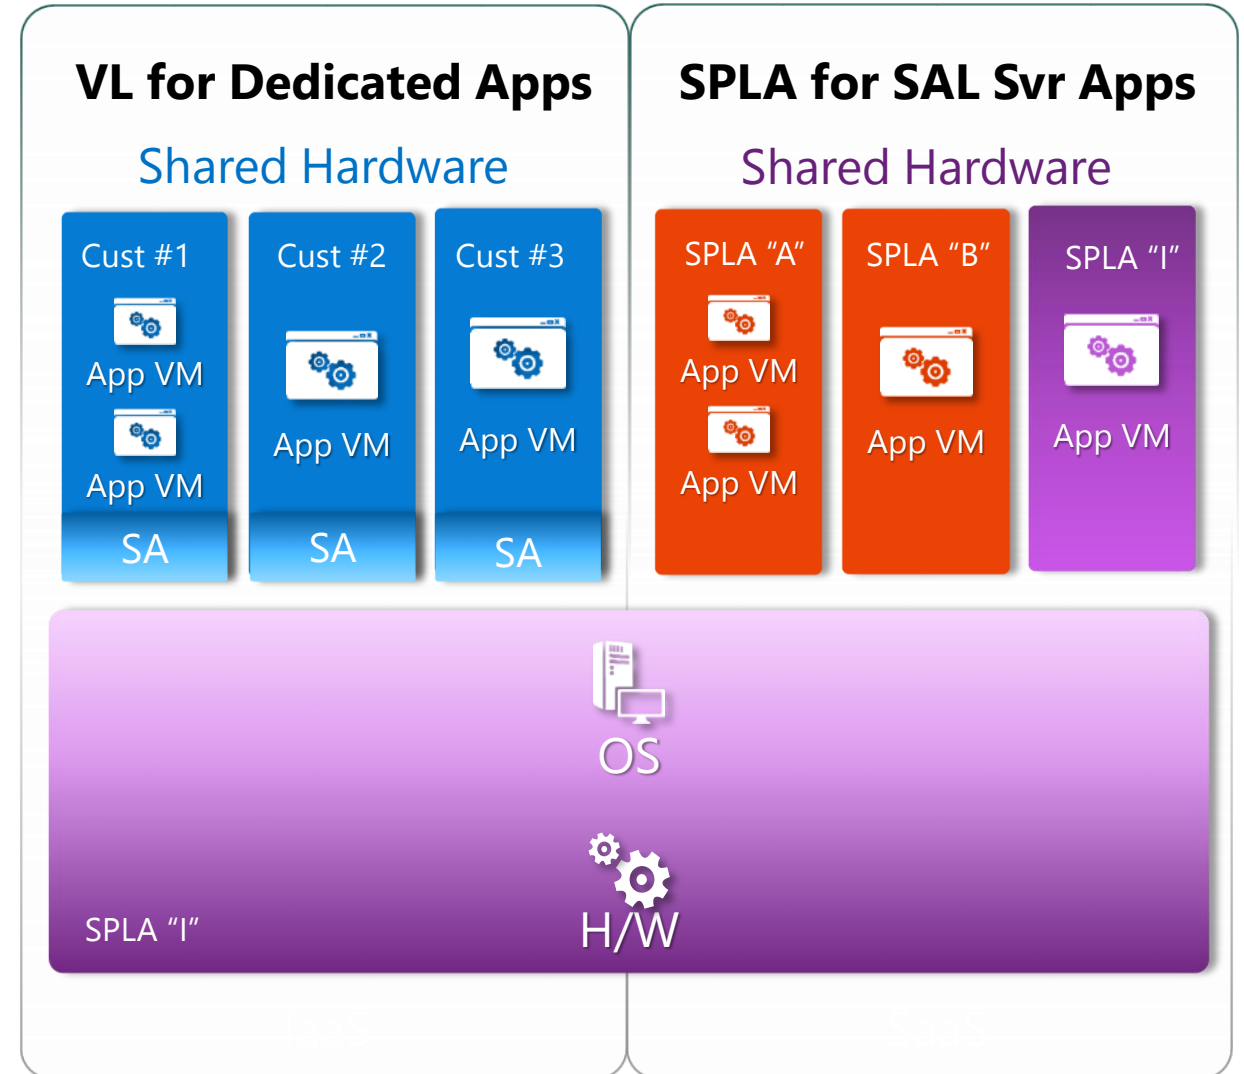 VL for Dedicated Apps
Shared Hardware
Cust #1
App VM
App VM
SA
Cust #2
App VM
SA
Cust #3
App VM
SA
SPLA for SAL Svr Apps
Shared Hardware
SPLA “A”
App VM
App VM
SPLA “B”
App VM
SPLA “I”
App VM
OS
H/W
SPLA “I”
IaaS
SaaS